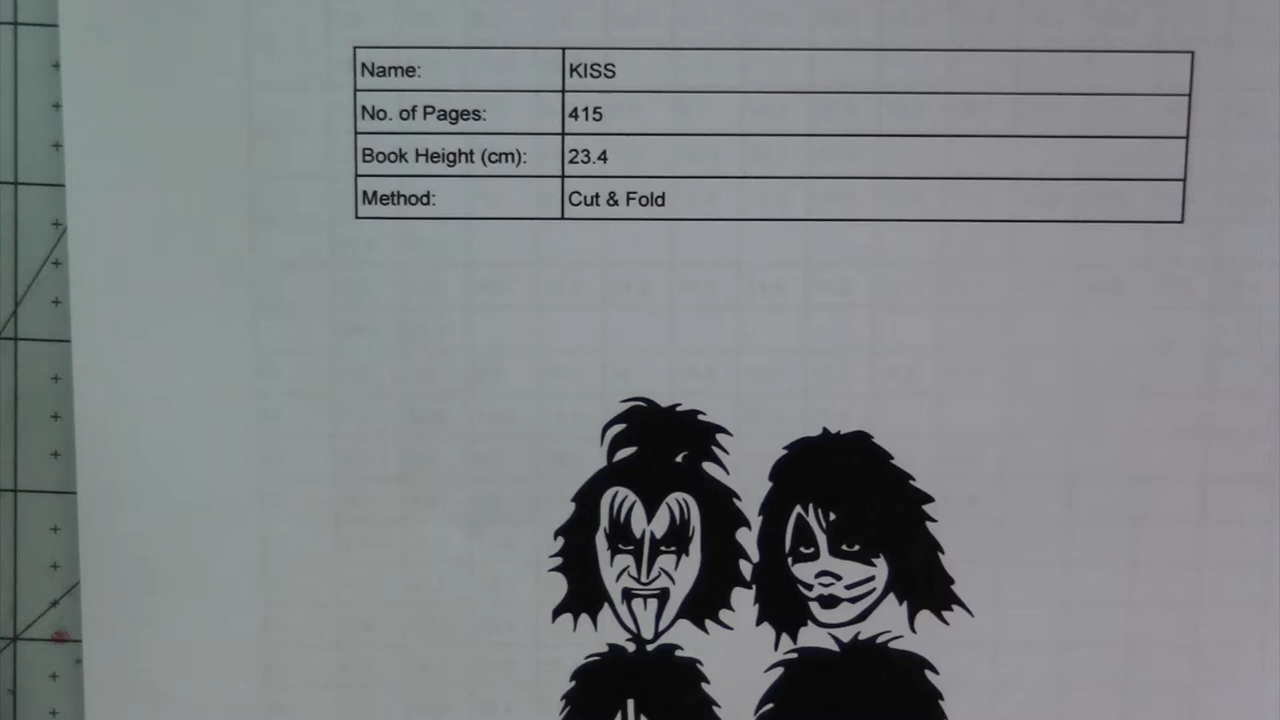 Name: KISS
No. of Pages: 415
Book Height (cm): 23.4
Method: Cut & Fold